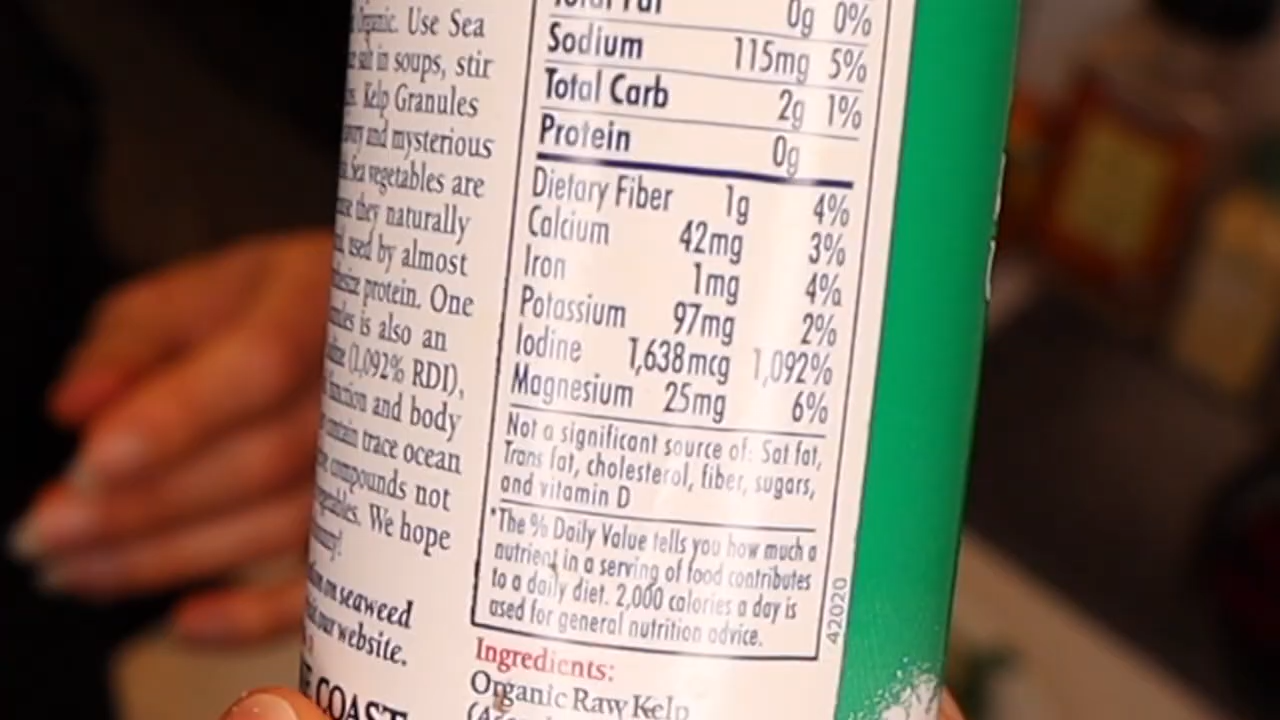 Organic. Use Sea
in soups, stir
Kelp Granules
and mysterious
Sea vegetables are
they naturally
used by almost
protein. One
is also an
(1,092% RDI),
function and body
contain trace ocean
compounds not
We hope
on seaweed
our website.
COAST
Total Fat 0g 0%
Sodium 115mg 5%
Total Carb 2g 1%
Protein 0g
Dietary Fiber 1g 4%
Calcium 42mg 3%
Iron 1mg 4%
Potassium 97mg 2%
Iodine 1,638mcg 1,092%
Magnesium 25mg 6%
Not a significant source of: Sat fat,
Trans fat, cholesterol, fiber, sugars,
and vitamin D
*The % Daily Value tells you how much a
nutrient in a serving of food contributes
to a daily diet. 2,000 calories a day is
used for general nutrition advice.
42020
Ingredients:
Organic Raw Kelp